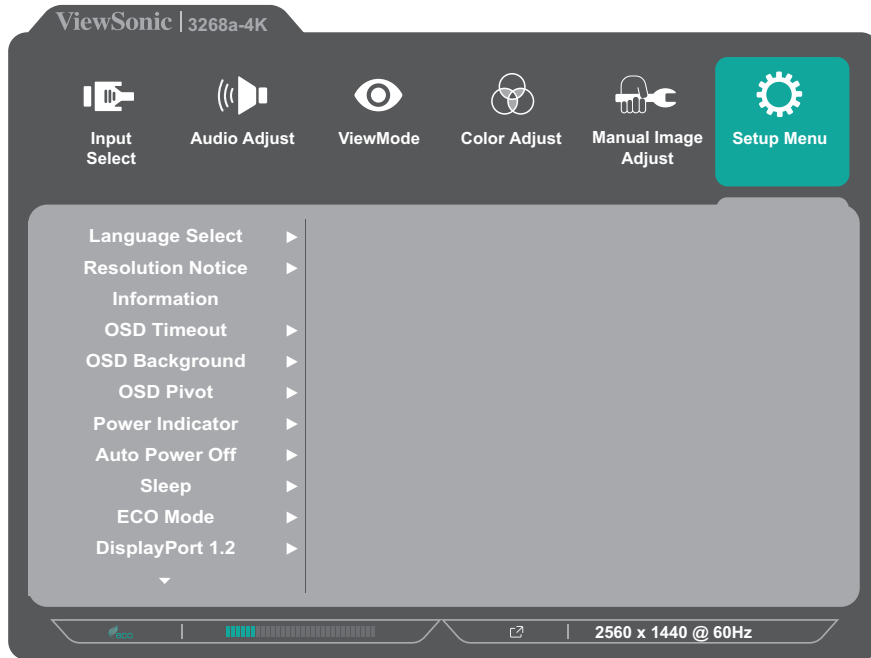 ViewSonic | 3268a-4K
Input
Select
Audio Adjust
ViewMode
Color Adjust
Manual Image
Adjust
Setup Menu
Language Select
Resolution Notice
Information
OSD Timeout
OSD Background
OSD Pivot
Power Indicator
Auto Power Off
Sleep
ECO Mode
DisplayPort 1.2
eco
2560 x 1440 @ 60Hz